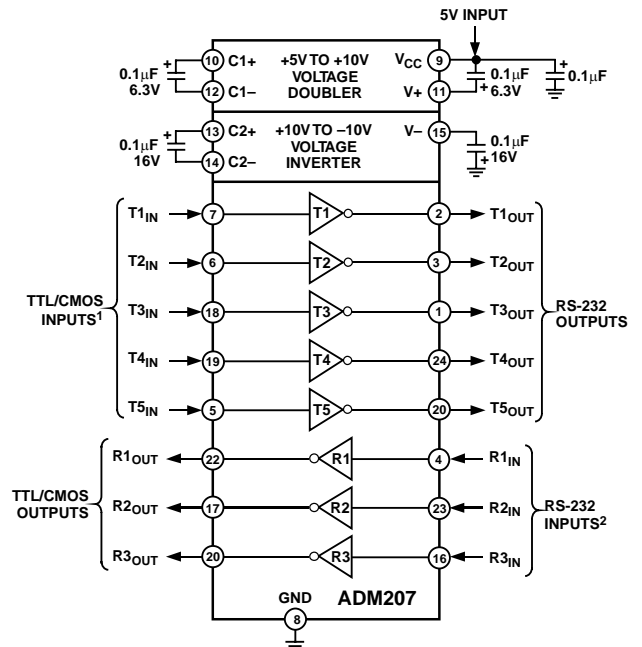 5V INPUT
10 C1+ +5V TO +10V VOLTAGE DOUBLER VCC 9
0.1µF 6.3V
12 C1– V+ 11
0.1µF 6.3V
0.1µF
13 C2+ +10V TO –10V VOLTAGE INVERTER V– 15
0.1µF 16V
14 C2–
0.1µF 16V
TTL/CMOS INPUTS1
T1IN 7 T1 2 T1OUT
T2IN 6 T2 3 T2OUT
T3IN 18 T3 1 T3OUT
T4IN 19 T4 24 T4OUT
T5IN 5 T5 20 T5OUT
RS-232 OUTPUTS
TTL/CMOS OUTPUTS
R1OUT 22 R1 4 R1IN
R2OUT 17 R2 23 R2IN
R3OUT 20 R3 16 R3IN
RS-232 INPUTS2
GND ADM207
8